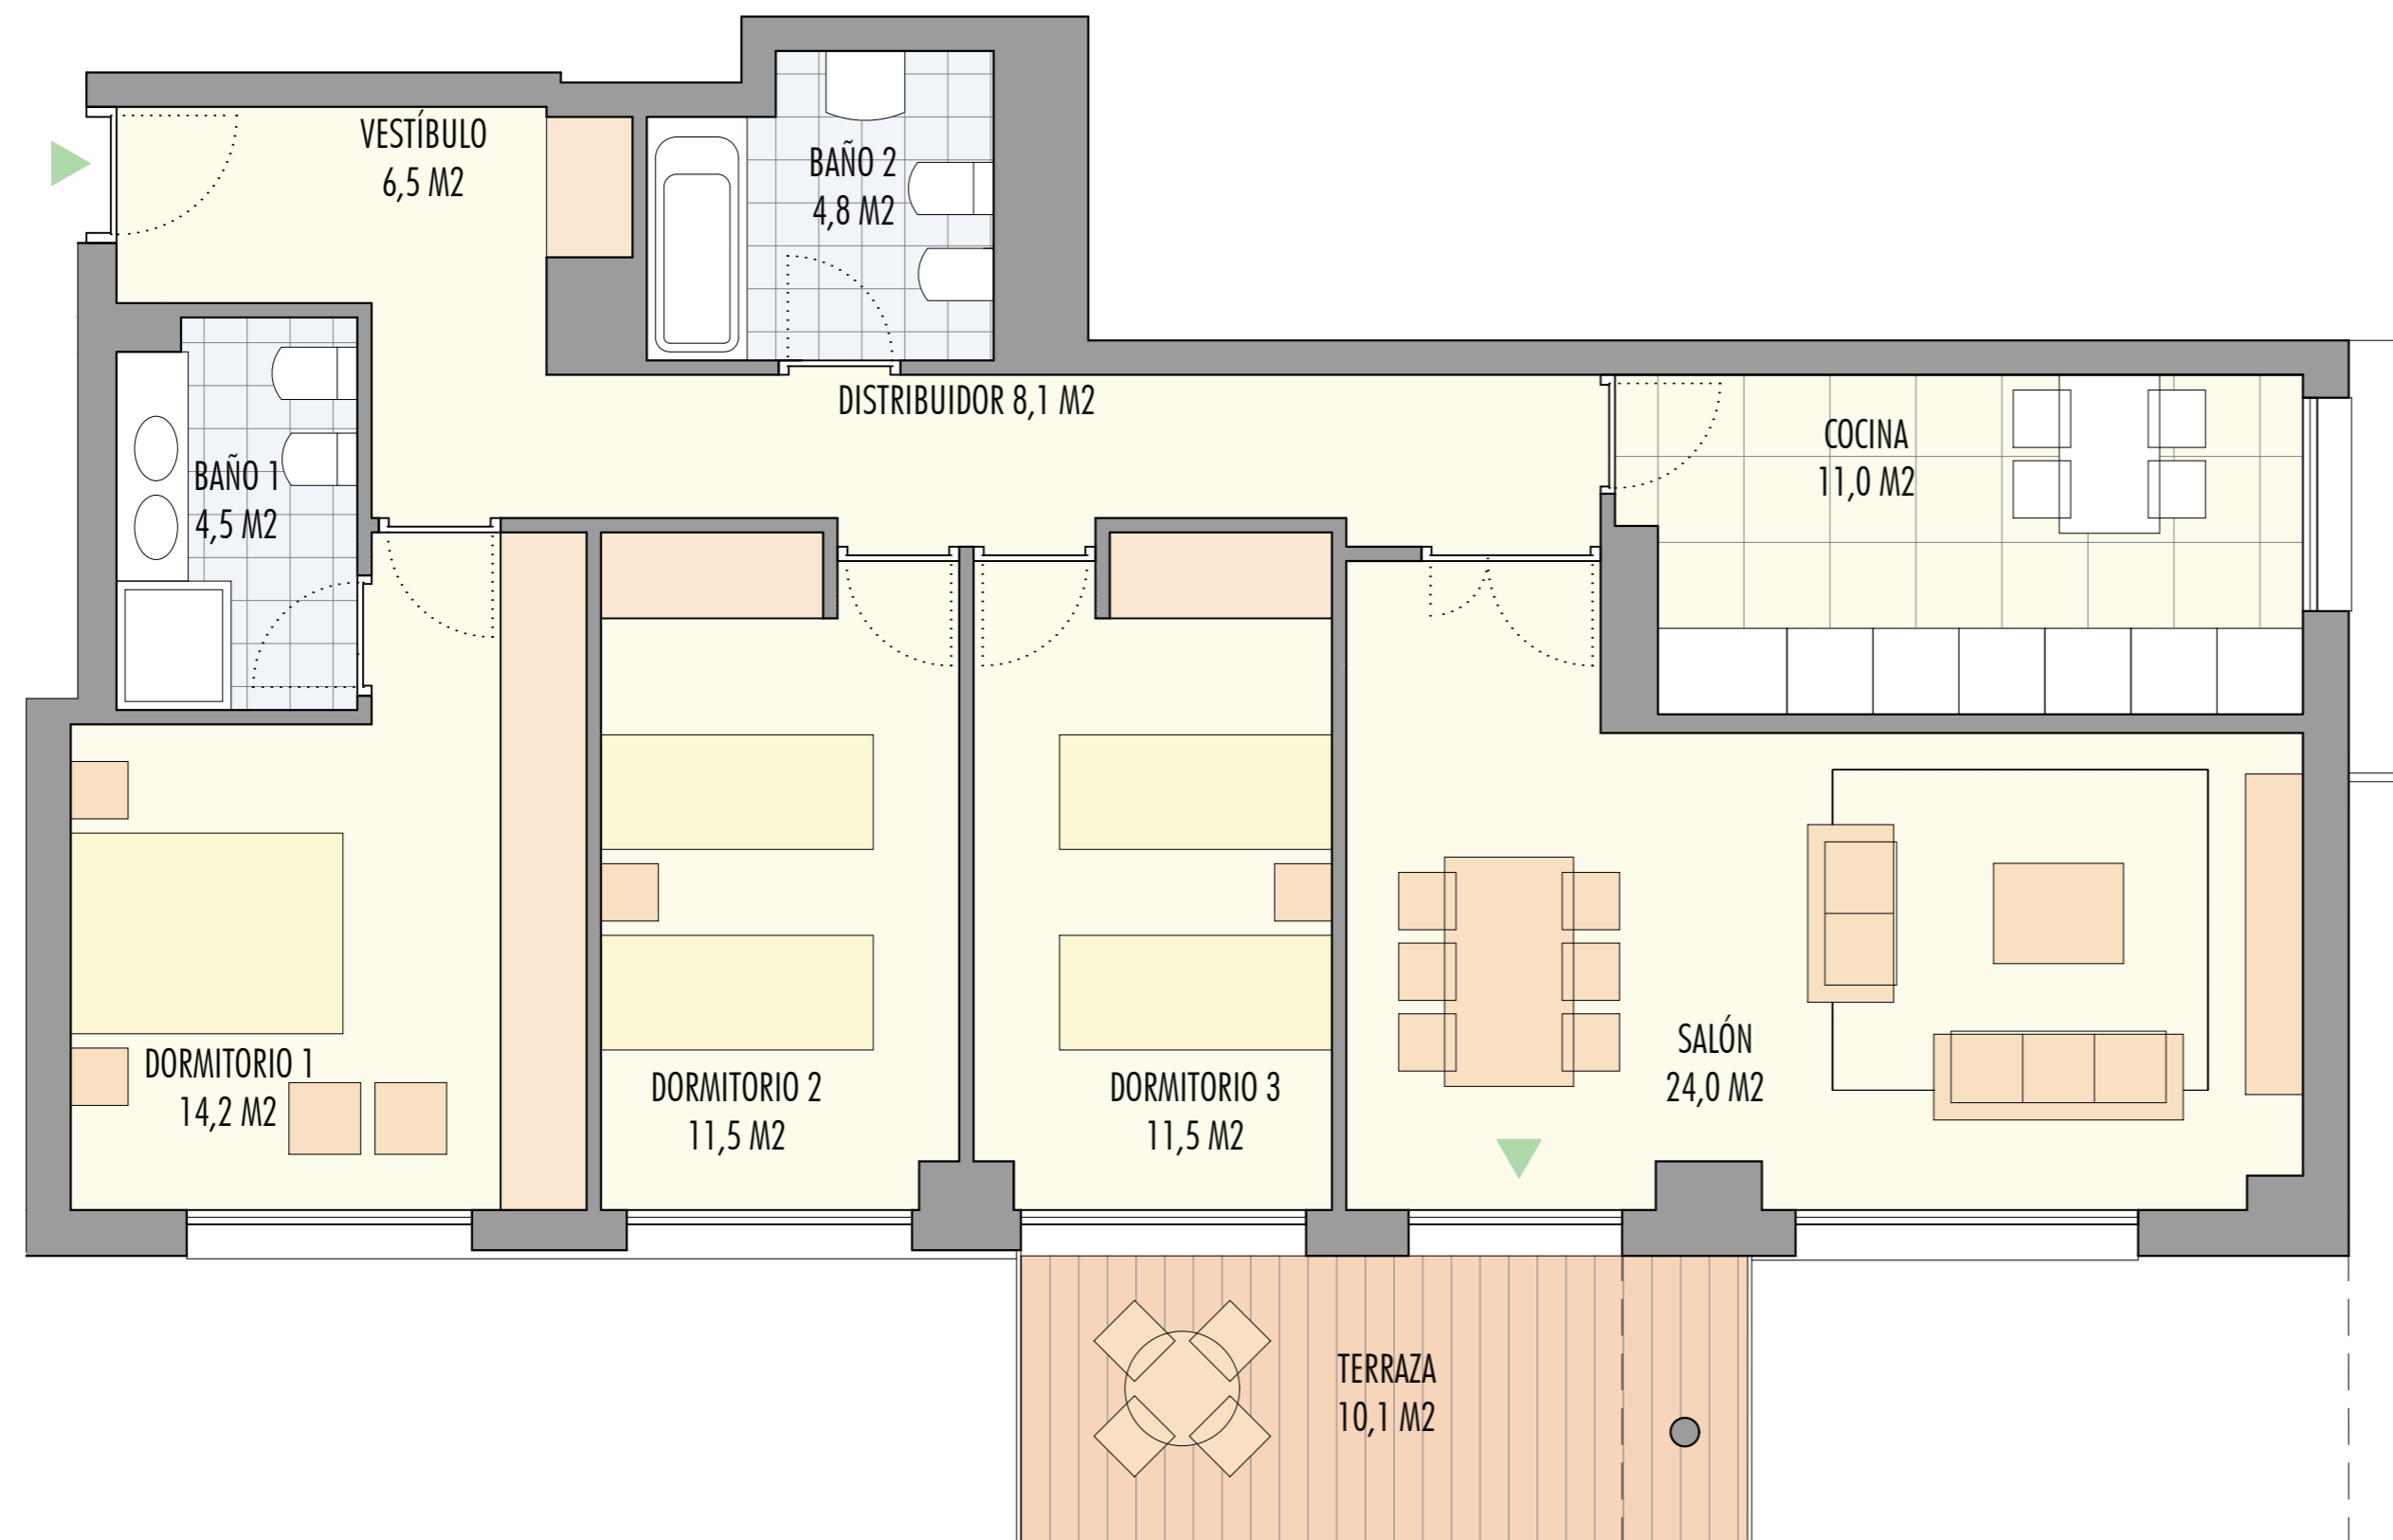 VESTÍBULO
6,5 M2
BAÑO 2
4,8 M2
DISTRIBUIDOR 8,1 M2
COCINA
11,0 M2
BAÑO 1
4,5 M2
DORMITORIO 1
14,2 M2
DORMITORIO 2
11,5 M2
DORMITORIO 3
11,5 M2
SALÓN
24,0 M2
TERRAZA
10,1 M2